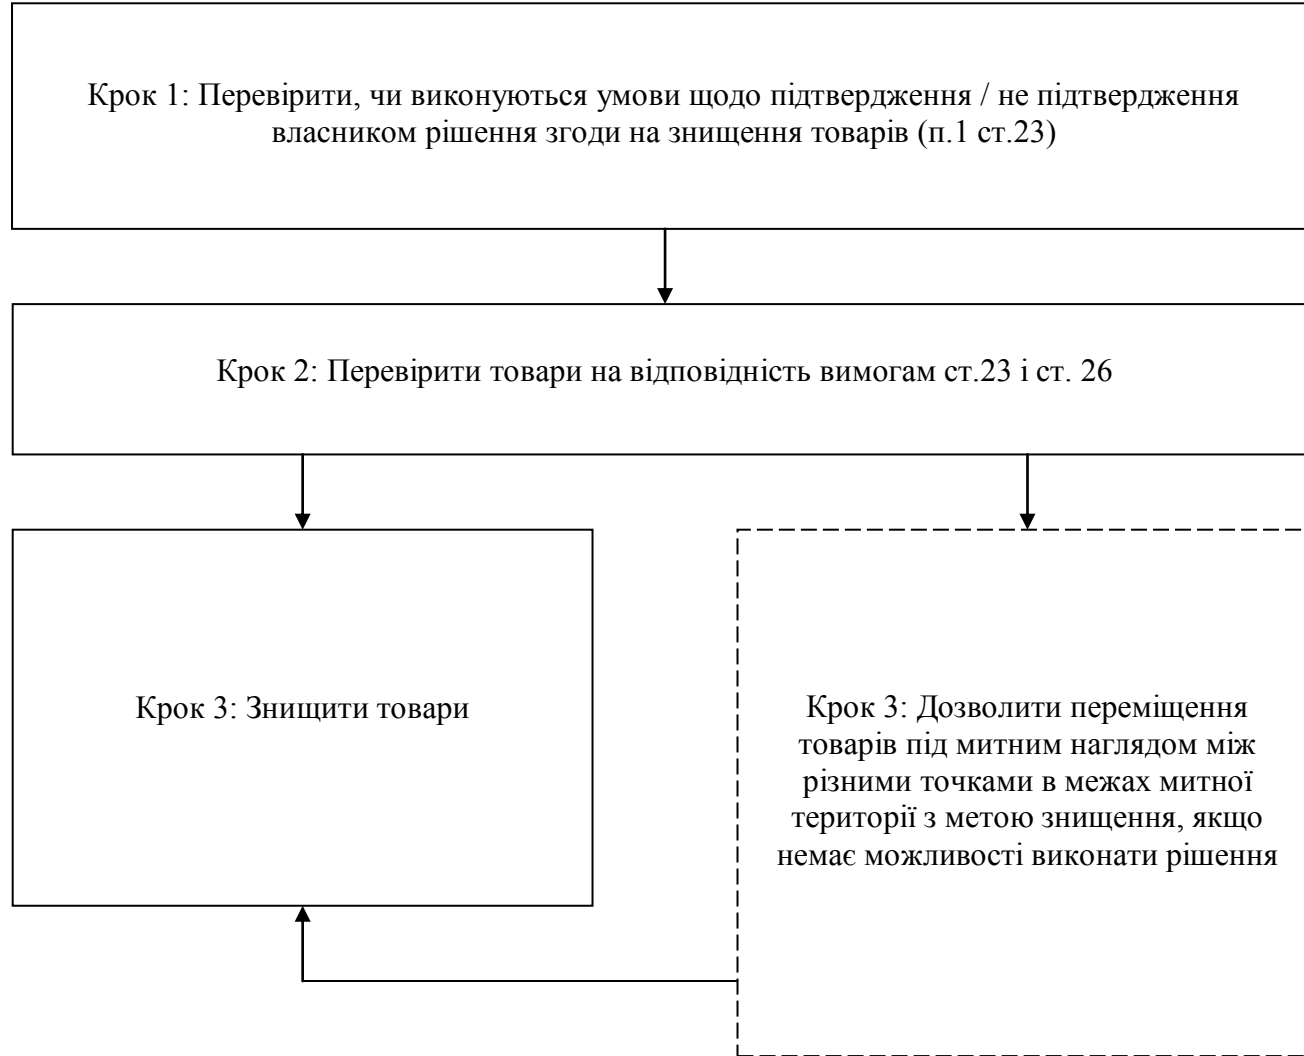 Крок 1: Перевірити, чи виконуються умови щодо підтвердження / не підтвердження
власником рішення згоди на знищення товарів (п.1 ст.23)
Крок 2: Перевірити товари на відповідність вимогам ст.23 і ст. 26
Крок 3: Знищити товари
Крок 3: Дозволити переміщення
товарів під митним наглядом між
різними точками в межах митної
території з метою знищення, якщо
немає можливості виконати рішення